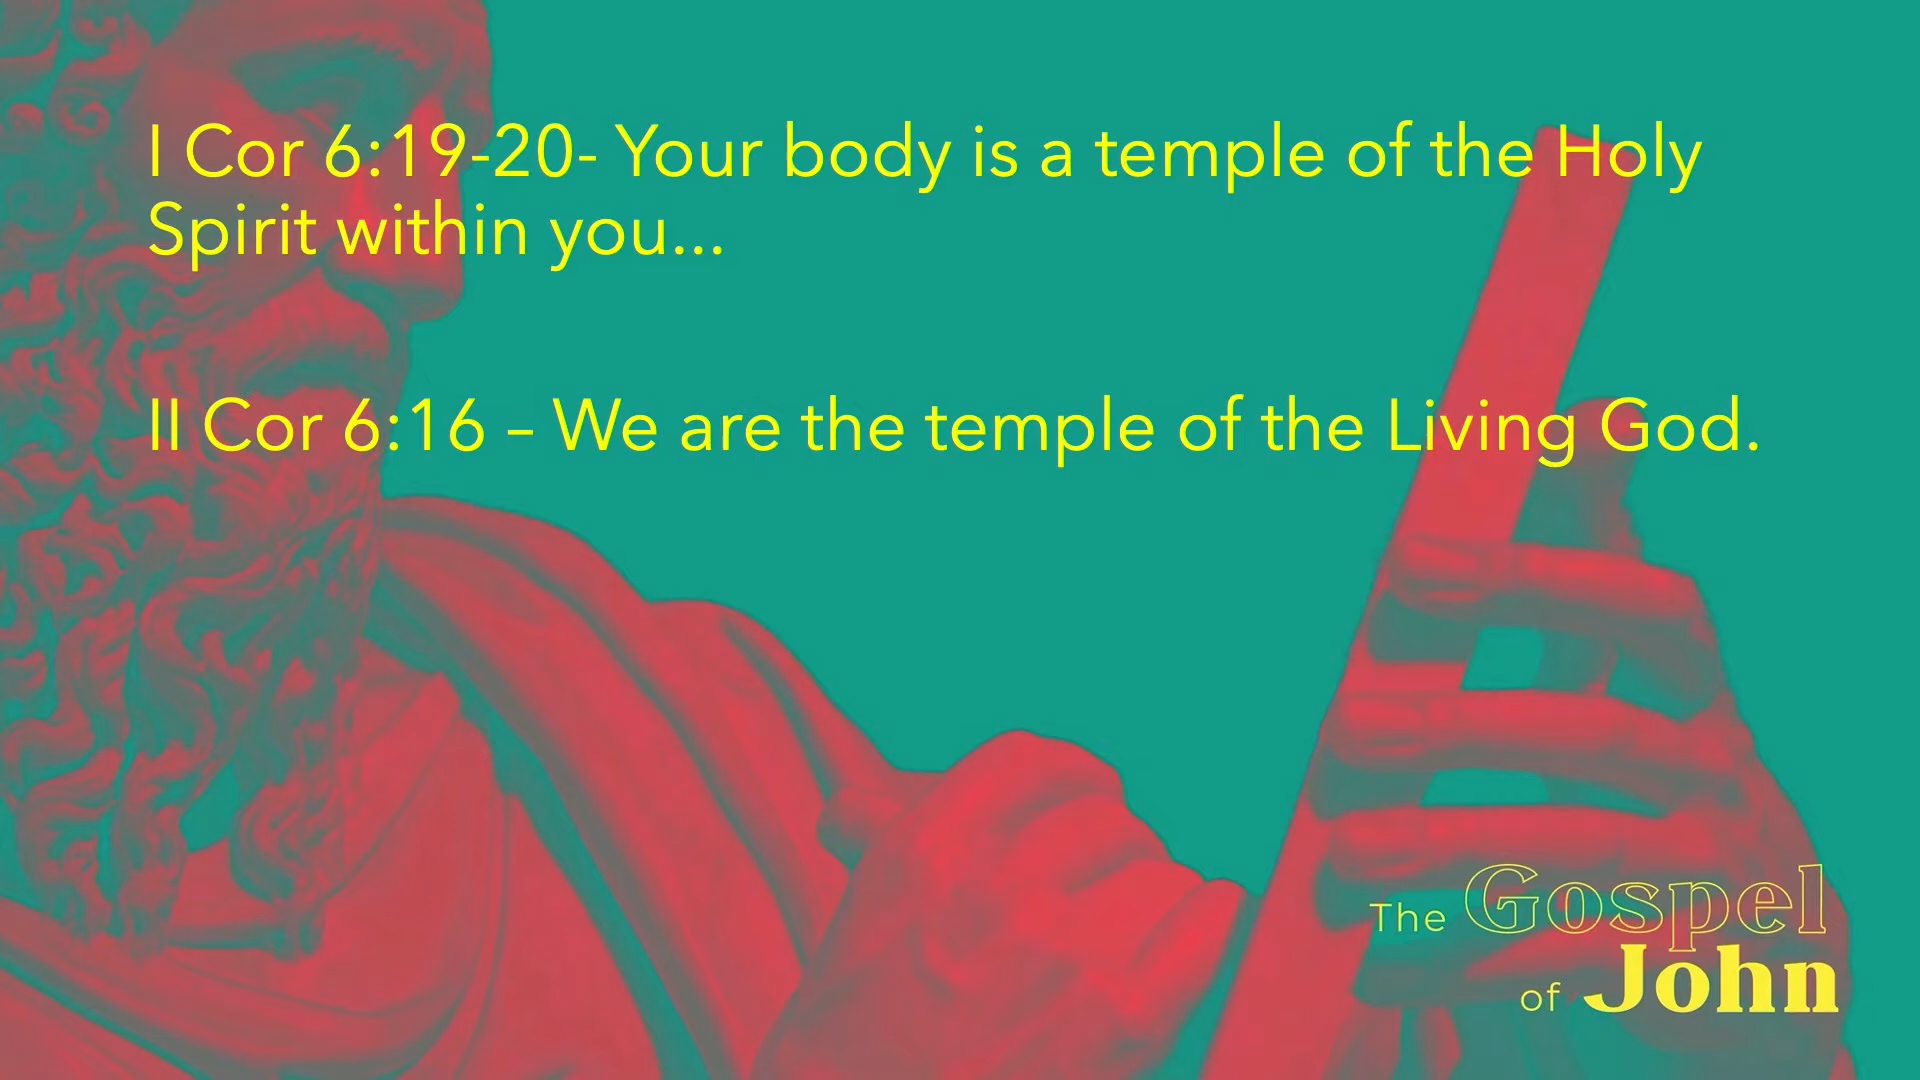 I Cor 6:19-20- Your body is a temple of the Holy
Spirit within you...
II Cor 6:16 – We are the temple of the Living God.
The Gospel
of John